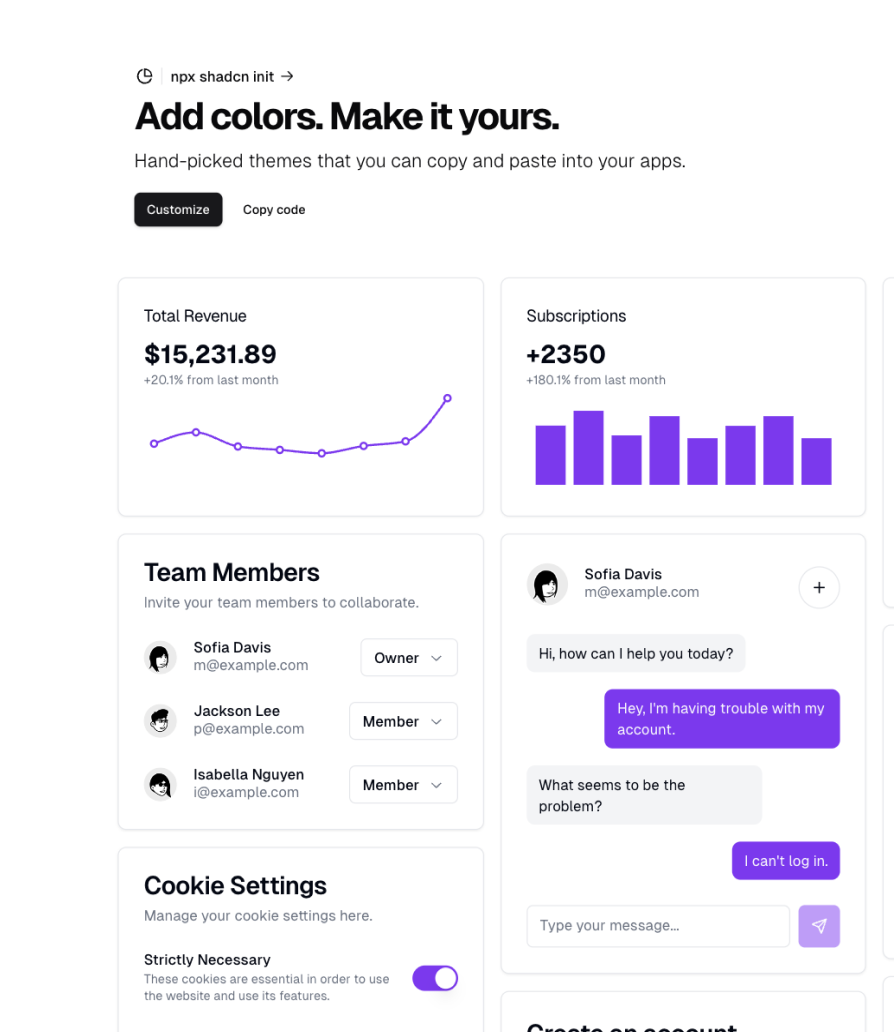 npx shadcn init →
Add colors. Make it yours.
Hand-picked themes that you can copy and paste into your apps.
Customize
Copy code
Total Revenue
$15,231.89
+20.1% from last month
Subscriptions
+2350
+180.1% from last month
Team Members
Invite your team members to collaborate.
Sofia Davis
m@example.com
Owner
Jackson Lee
p@example.com
Member
Isabella Nguyen
i@example.com
Member
Sofia Davis
m@example.com
Hi, how can I help you today?
Hey, I'm having trouble with my
account.
What seems to be the
problem?
I can't log in.
Type your message...
Cookie Settings
Manage your cookie settings here.
Strictly Necessary
These cookies are essential in order to use
the website and use its features.
Create an account